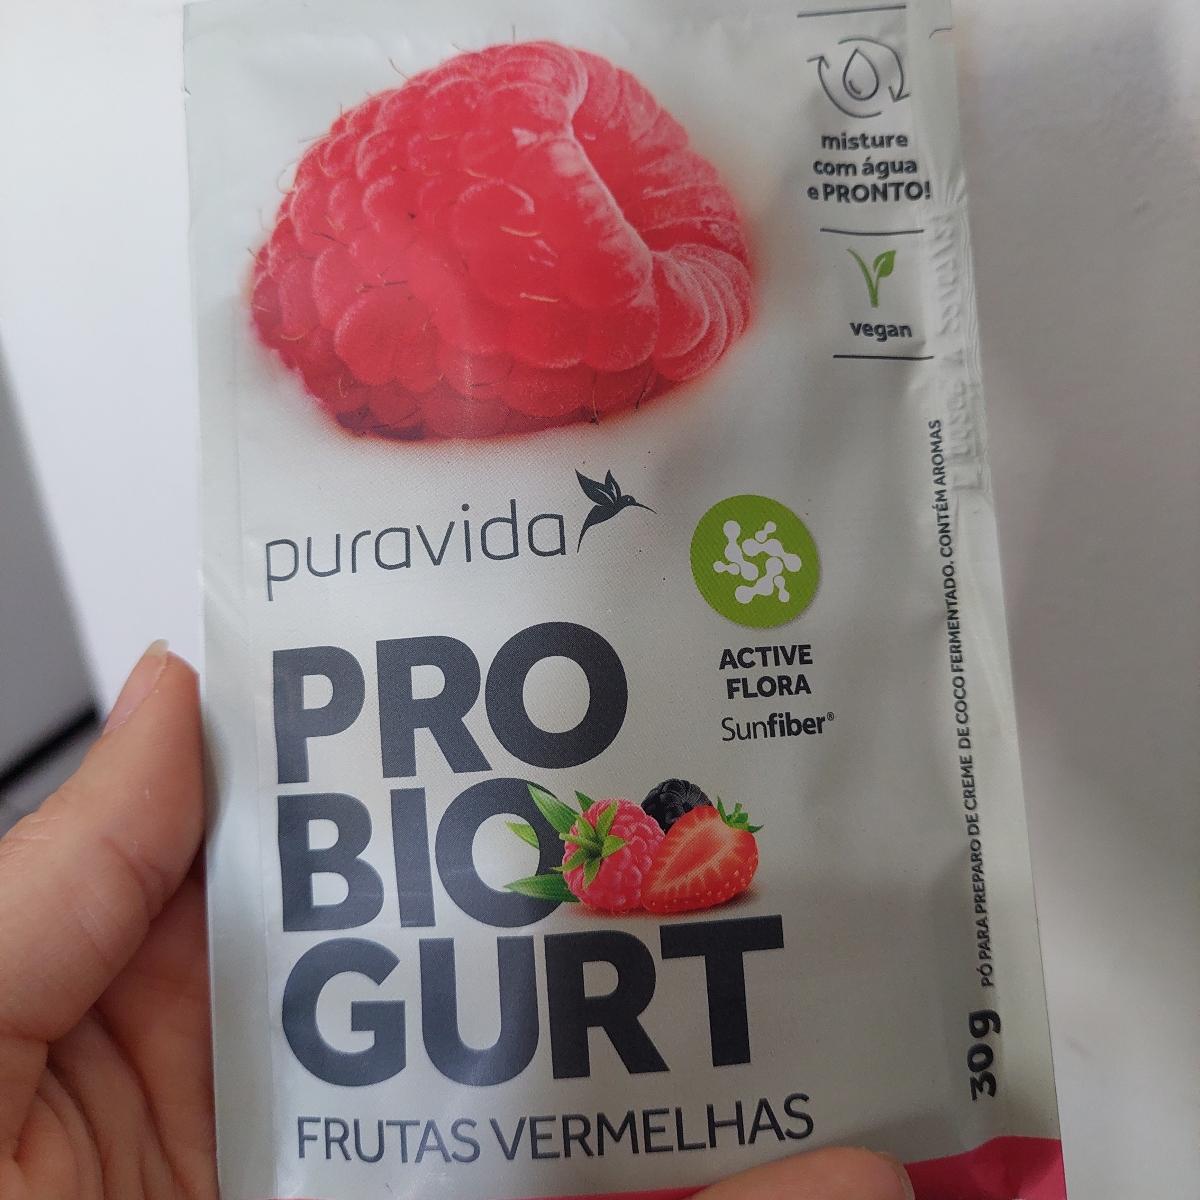 misture
com água
e PRONTO!
vegan
puravida
ACTIVE
FLORA
Sunfiber®
PRO
BIO
GURT
FRUTAS VERMELHAS
30g
PÓ PARA PREPARO DE CREME DE COCO FERMENTADO. CONTÉM AROMAS